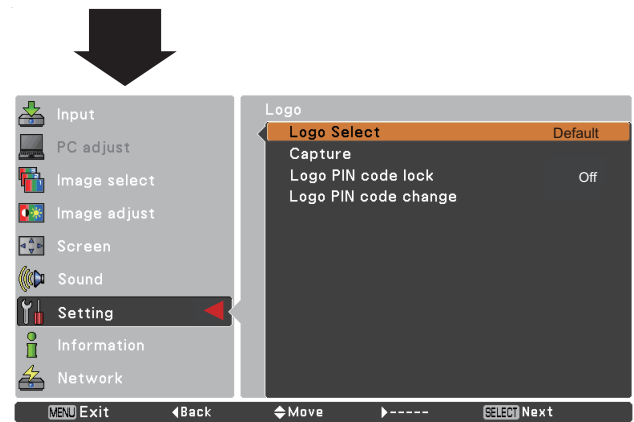 Input
PC adjust
Image select
Image adjust
Screen
Sound
Setting
Information
Network
Logo
Logo Select Default
Capture
Logo PIN code lock Off
Logo PIN code change
MENU Exit Back Move ----- SELECT Next